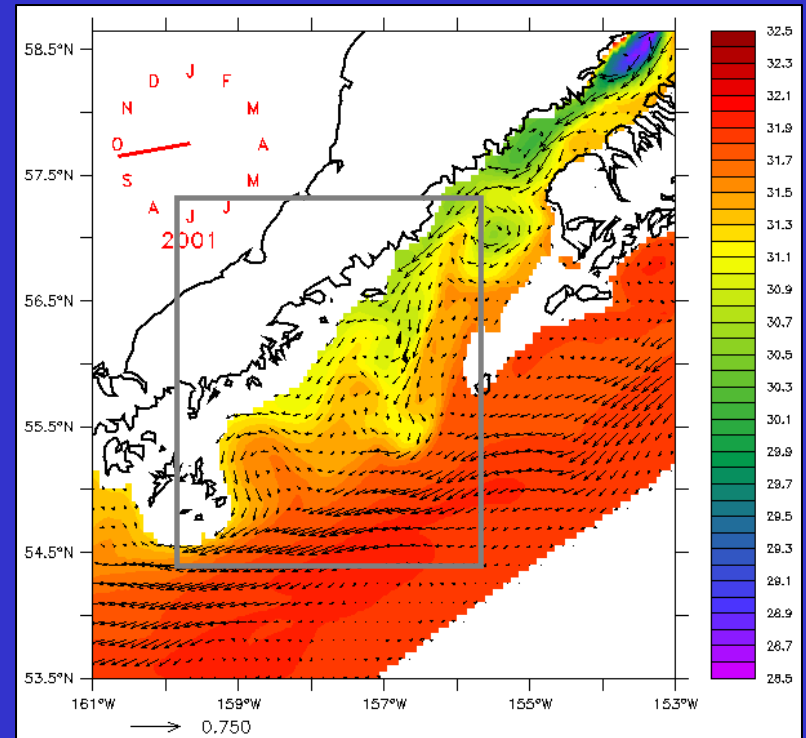 58.5°N
57.5°N
56.5°N
55.5°N
54.5°N
53.5°N
161°W 159°W 157°W 155°W 153°W
0.750
J
F
M
A
M
J
J
A
S
O
N
D
2001
32.5
32.3
32.1
31.9
31.7
31.5
31.3
31.1
30.9
30.7
30.5
30.3
30.1
29.9
29.7
29.5
29.3
29.1
28.9
28.7
28.5